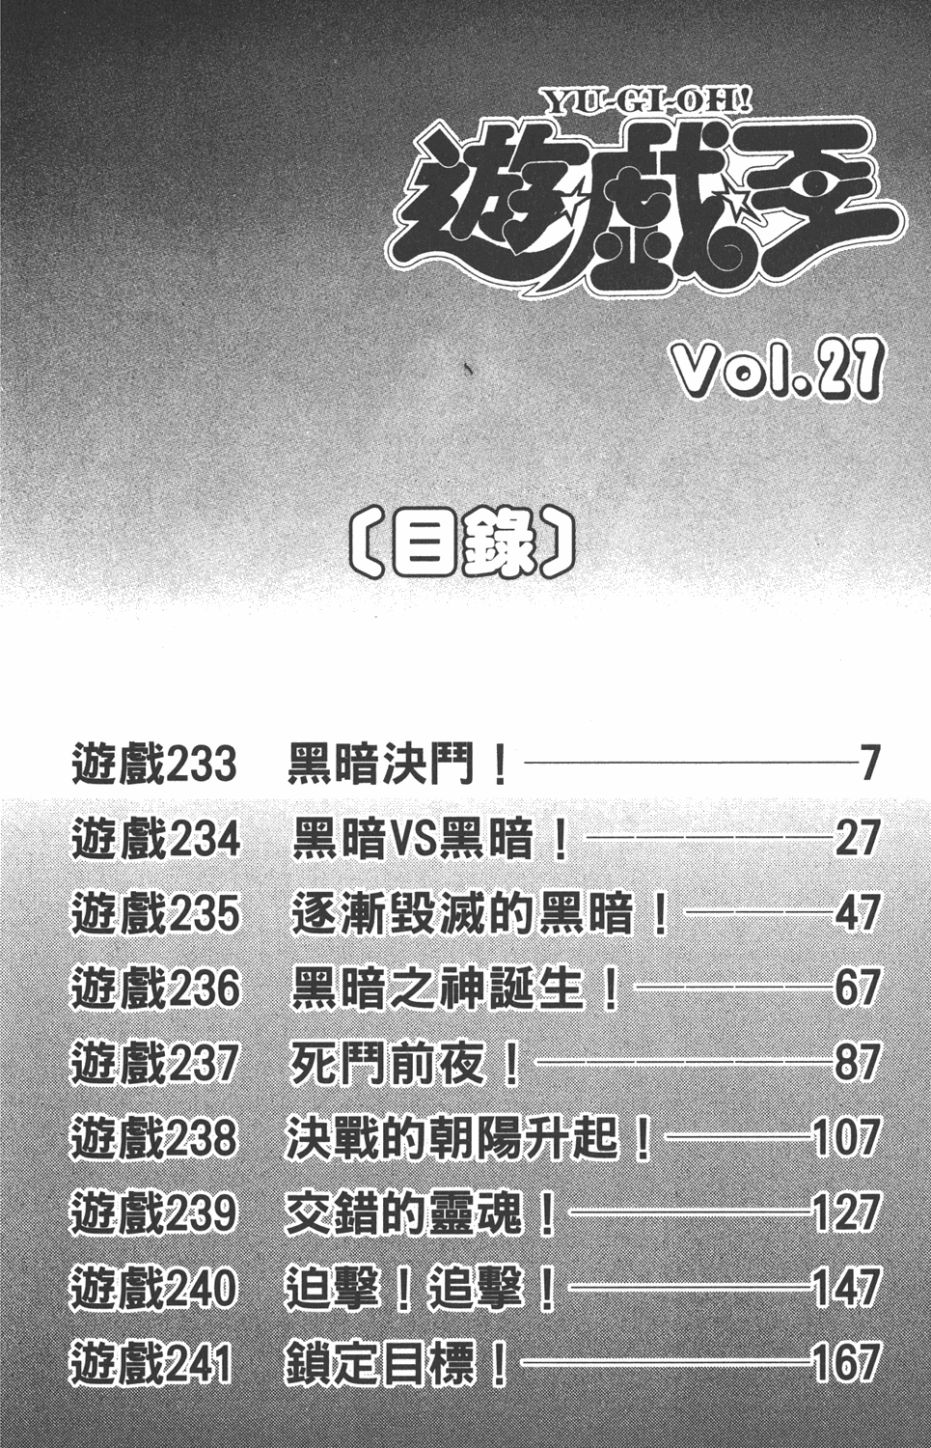 YU-GI-OH!
遊戲王
Vol.27
〔目錄〕
遊戲233　黑暗決鬥！——————7
遊戲234　黑暗VS黑暗！—————27
遊戲235　逐漸毀滅的黑暗！———47
遊戲236　黑暗之神誕生！————67
遊戲237　死鬥前夜！——————87
遊戲238　決戰的朝陽升起！———107
遊戲239　交錯的靈魂！—————127
遊戲240　迫擊！追擊！—————147
遊戲241　鎖定目標！——————167